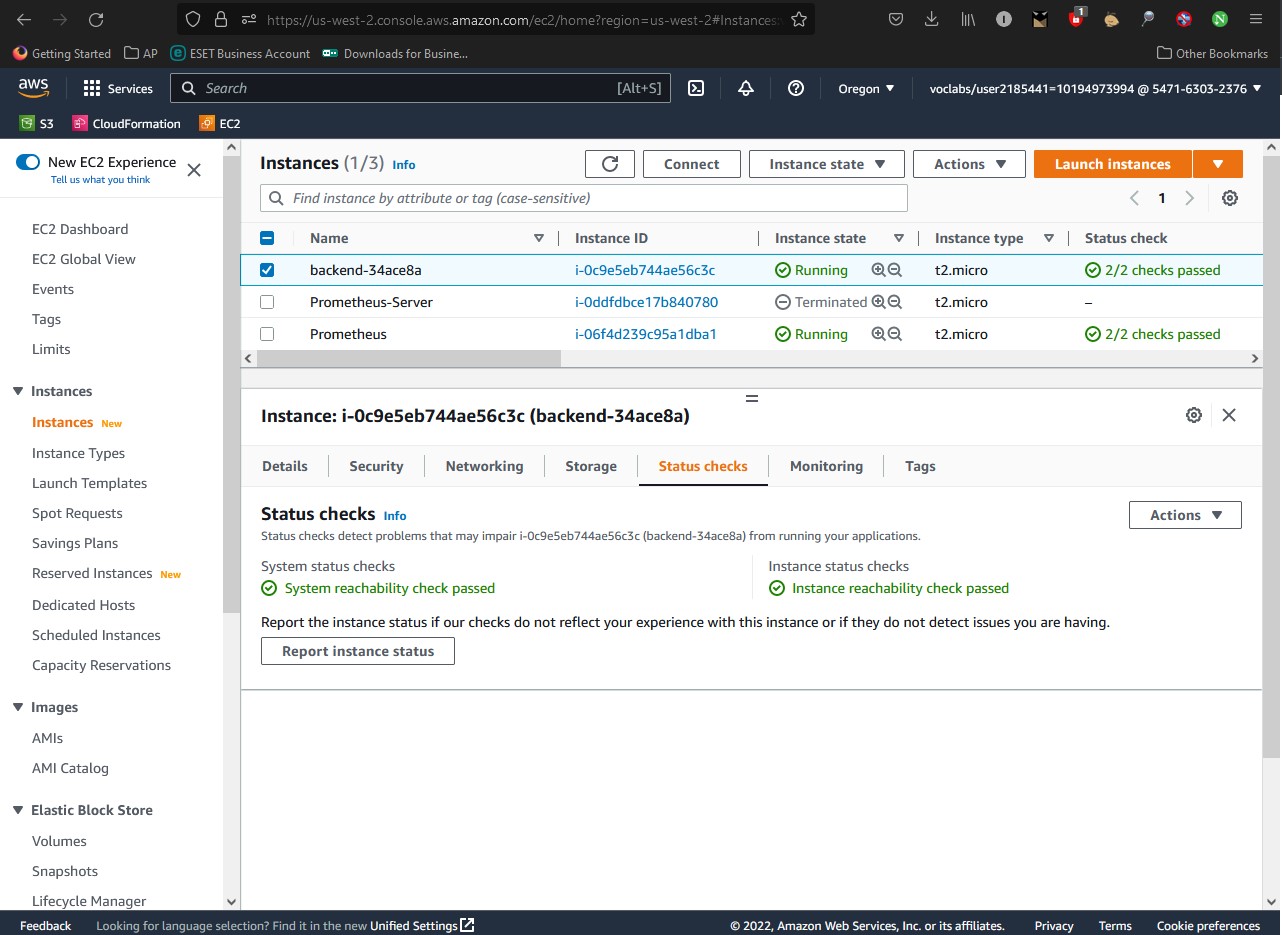 https://us-west-2.console.aws.amazon.com/ec2/home?region=us-west-2#Instances:
1
Getting Started AP ESET Business Account Downloads for Busine... Other Bookmarks
aws Services Search [Alt+S] Oregon voclabs/user2185441=10194973994 @ 5471-6303-2376
S3 CloudFormation EC2
New EC2 Experience
Tell us what you think
EC2 Dashboard
EC2 Global View
Events
Tags
Limits
Instances
Instances New
Instance Types
Launch Templates
Spot Requests
Savings Plans
Reserved Instances New
Dedicated Hosts
Scheduled Instances
Capacity Reservations
Images
AMIs
AMI Catalog
Elastic Block Store
Volumes
Snapshots
Lifecycle Manager
Instances (1/3) Info Connect Instance state Actions Launch instances
Find instance by attribute or tag (case-sensitive) 1
Name Instance ID Instance state Instance type Status check
backend-34ace8a i-0c9e5eb744ae56c3c Running t2.micro 2/2 checks passed
Prometheus-Server i-0ddfdbce17b840780 Terminated t2.micro –
Prometheus i-06f4d239c95a1dba1 Running t2.micro 2/2 checks passed
Instance: i-0c9e5eb744ae56c3c (backend-34ace8a)
Details Security Networking Storage Status checks Monitoring Tags
Status checks Info Actions
Status checks detect problems that may impair i-0c9e5eb744ae56c3c (backend-34ace8a) from running your applications.
System status checks Instance status checks
System reachability check passed Instance reachability check passed
Report the instance status if our checks do not reflect your experience with this instance or if they do not detect issues you are having.
Report instance status
Feedback Looking for language selection? Find it in the new Unified Settings © 2022, Amazon Web Services, Inc. or its affiliates. Privacy Terms Cookie preferences